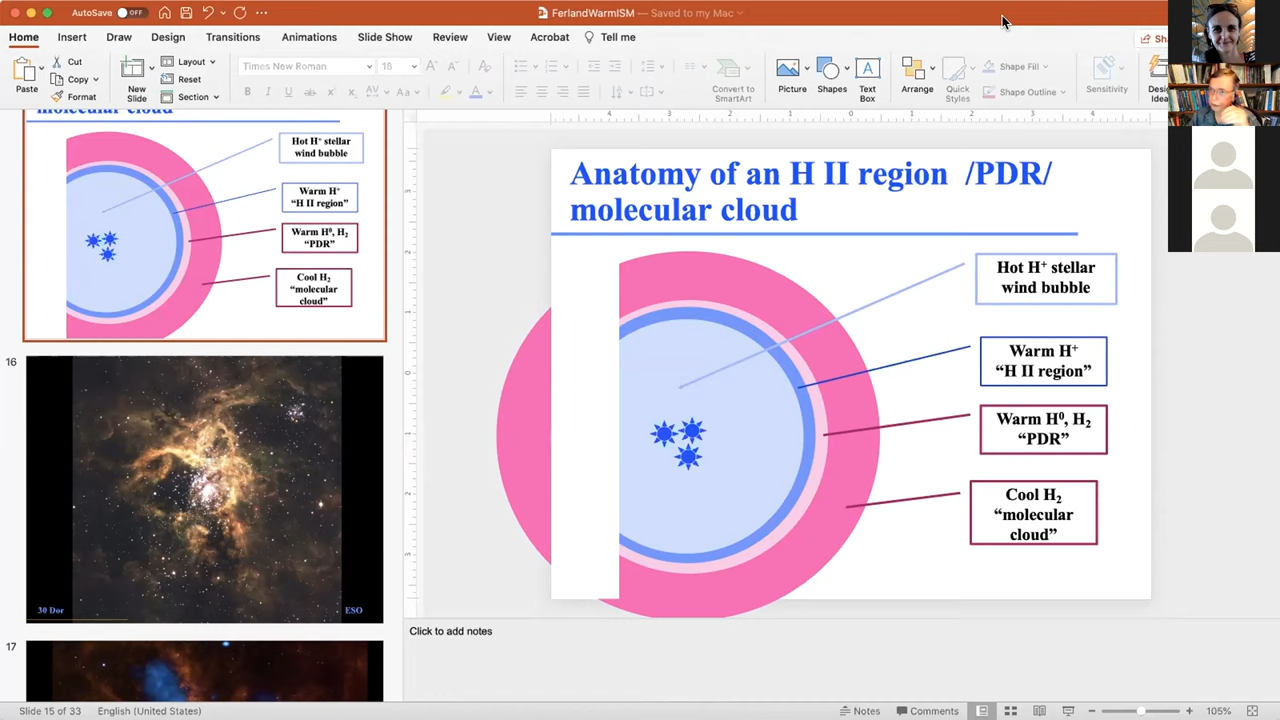 AutoSave OFF
FerlandWarmISM — Saved to my Mac
Home Insert Draw Design Transitions Animations Slide Show Review View Acrobat Tell me
Paste
Cut
Copy
Format
New
Slide
Layout
Reset
Section
Times New Roman 18
Convert to
SmartArt
Picture
Shapes
Text
Box
Arrange
Quick
Styles
Shape Fill
Shape Outline
Sensitivity
molecular cloud
Hot H⁺ stellar
wind bubble
Warm H⁺
“H II region”
Warm H⁰, H₂
“PDR”
Cool H₂
“molecular
cloud”
16
30 Dor
ESO
17
Anatomy of an H II region /PDR/
molecular cloud
Hot H⁺ stellar
wind bubble
Warm H⁺
“H II region”
Warm H⁰, H₂
“PDR”
Cool H₂
“molecular
cloud”
Click to add notes
Slide 15 of 33 English (United States) Notes Comments 105%